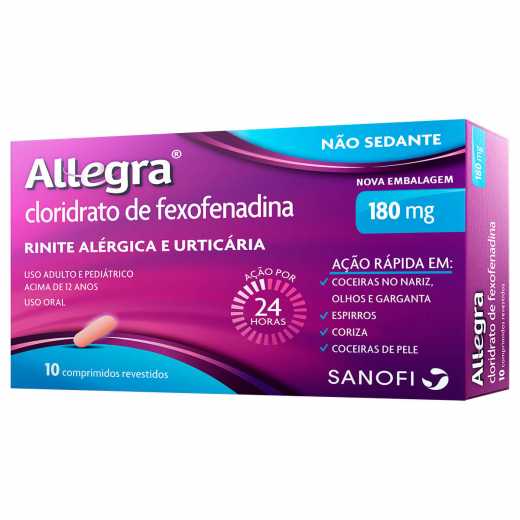 NÃO SEDANTE
Allegra®
cloridrato de fexofenadina
RINITE ALÉRGICA E URTICÁRIA
USO ADULTO E PEDIÁTRICO
ACIMA DE 12 ANOS
USO ORAL
10 comprimidos revestidos
AÇÃO POR
24
HORAS
NOVA EMBALAGEM
180 mg
AÇÃO RÁPIDA EM:
COCEIRAS NO NARIZ,
OLHOS E GARGANTA
ESPIRROS
CORIZA
COCEIRAS DE PELE
SANOFI
180 mg
Allegra
cloridrato de fexofenadina
10 comprimidos revestidos